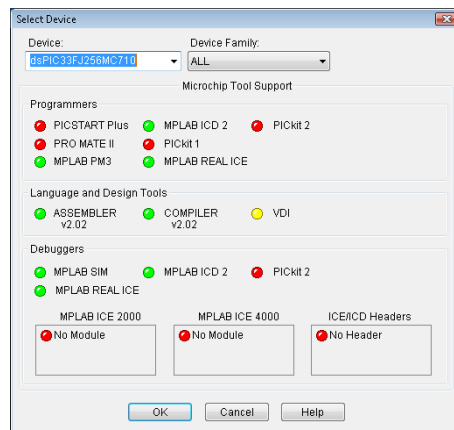 Select Device
Device: Device Family:
dsPIC33FJ256MC710 ALL
Microchip Tool Support
Programmers
PICSTART Plus MPLAB ICD 2 PICkit 2
PRO MATE II PICkit 1
MPLAB PM3 MPLAB REAL ICE
Language and Design Tools
ASSEMBLER COMPILER VDI
v2.02 v2.02
Debuggers
MPLAB SIM MPLAB ICD 2 PICkit 2
MPLAB REAL ICE
MPLAB ICE 2000 MPLAB ICE 4000 ICE/ICD Headers
No Module No Module No Header
OK Cancel Help